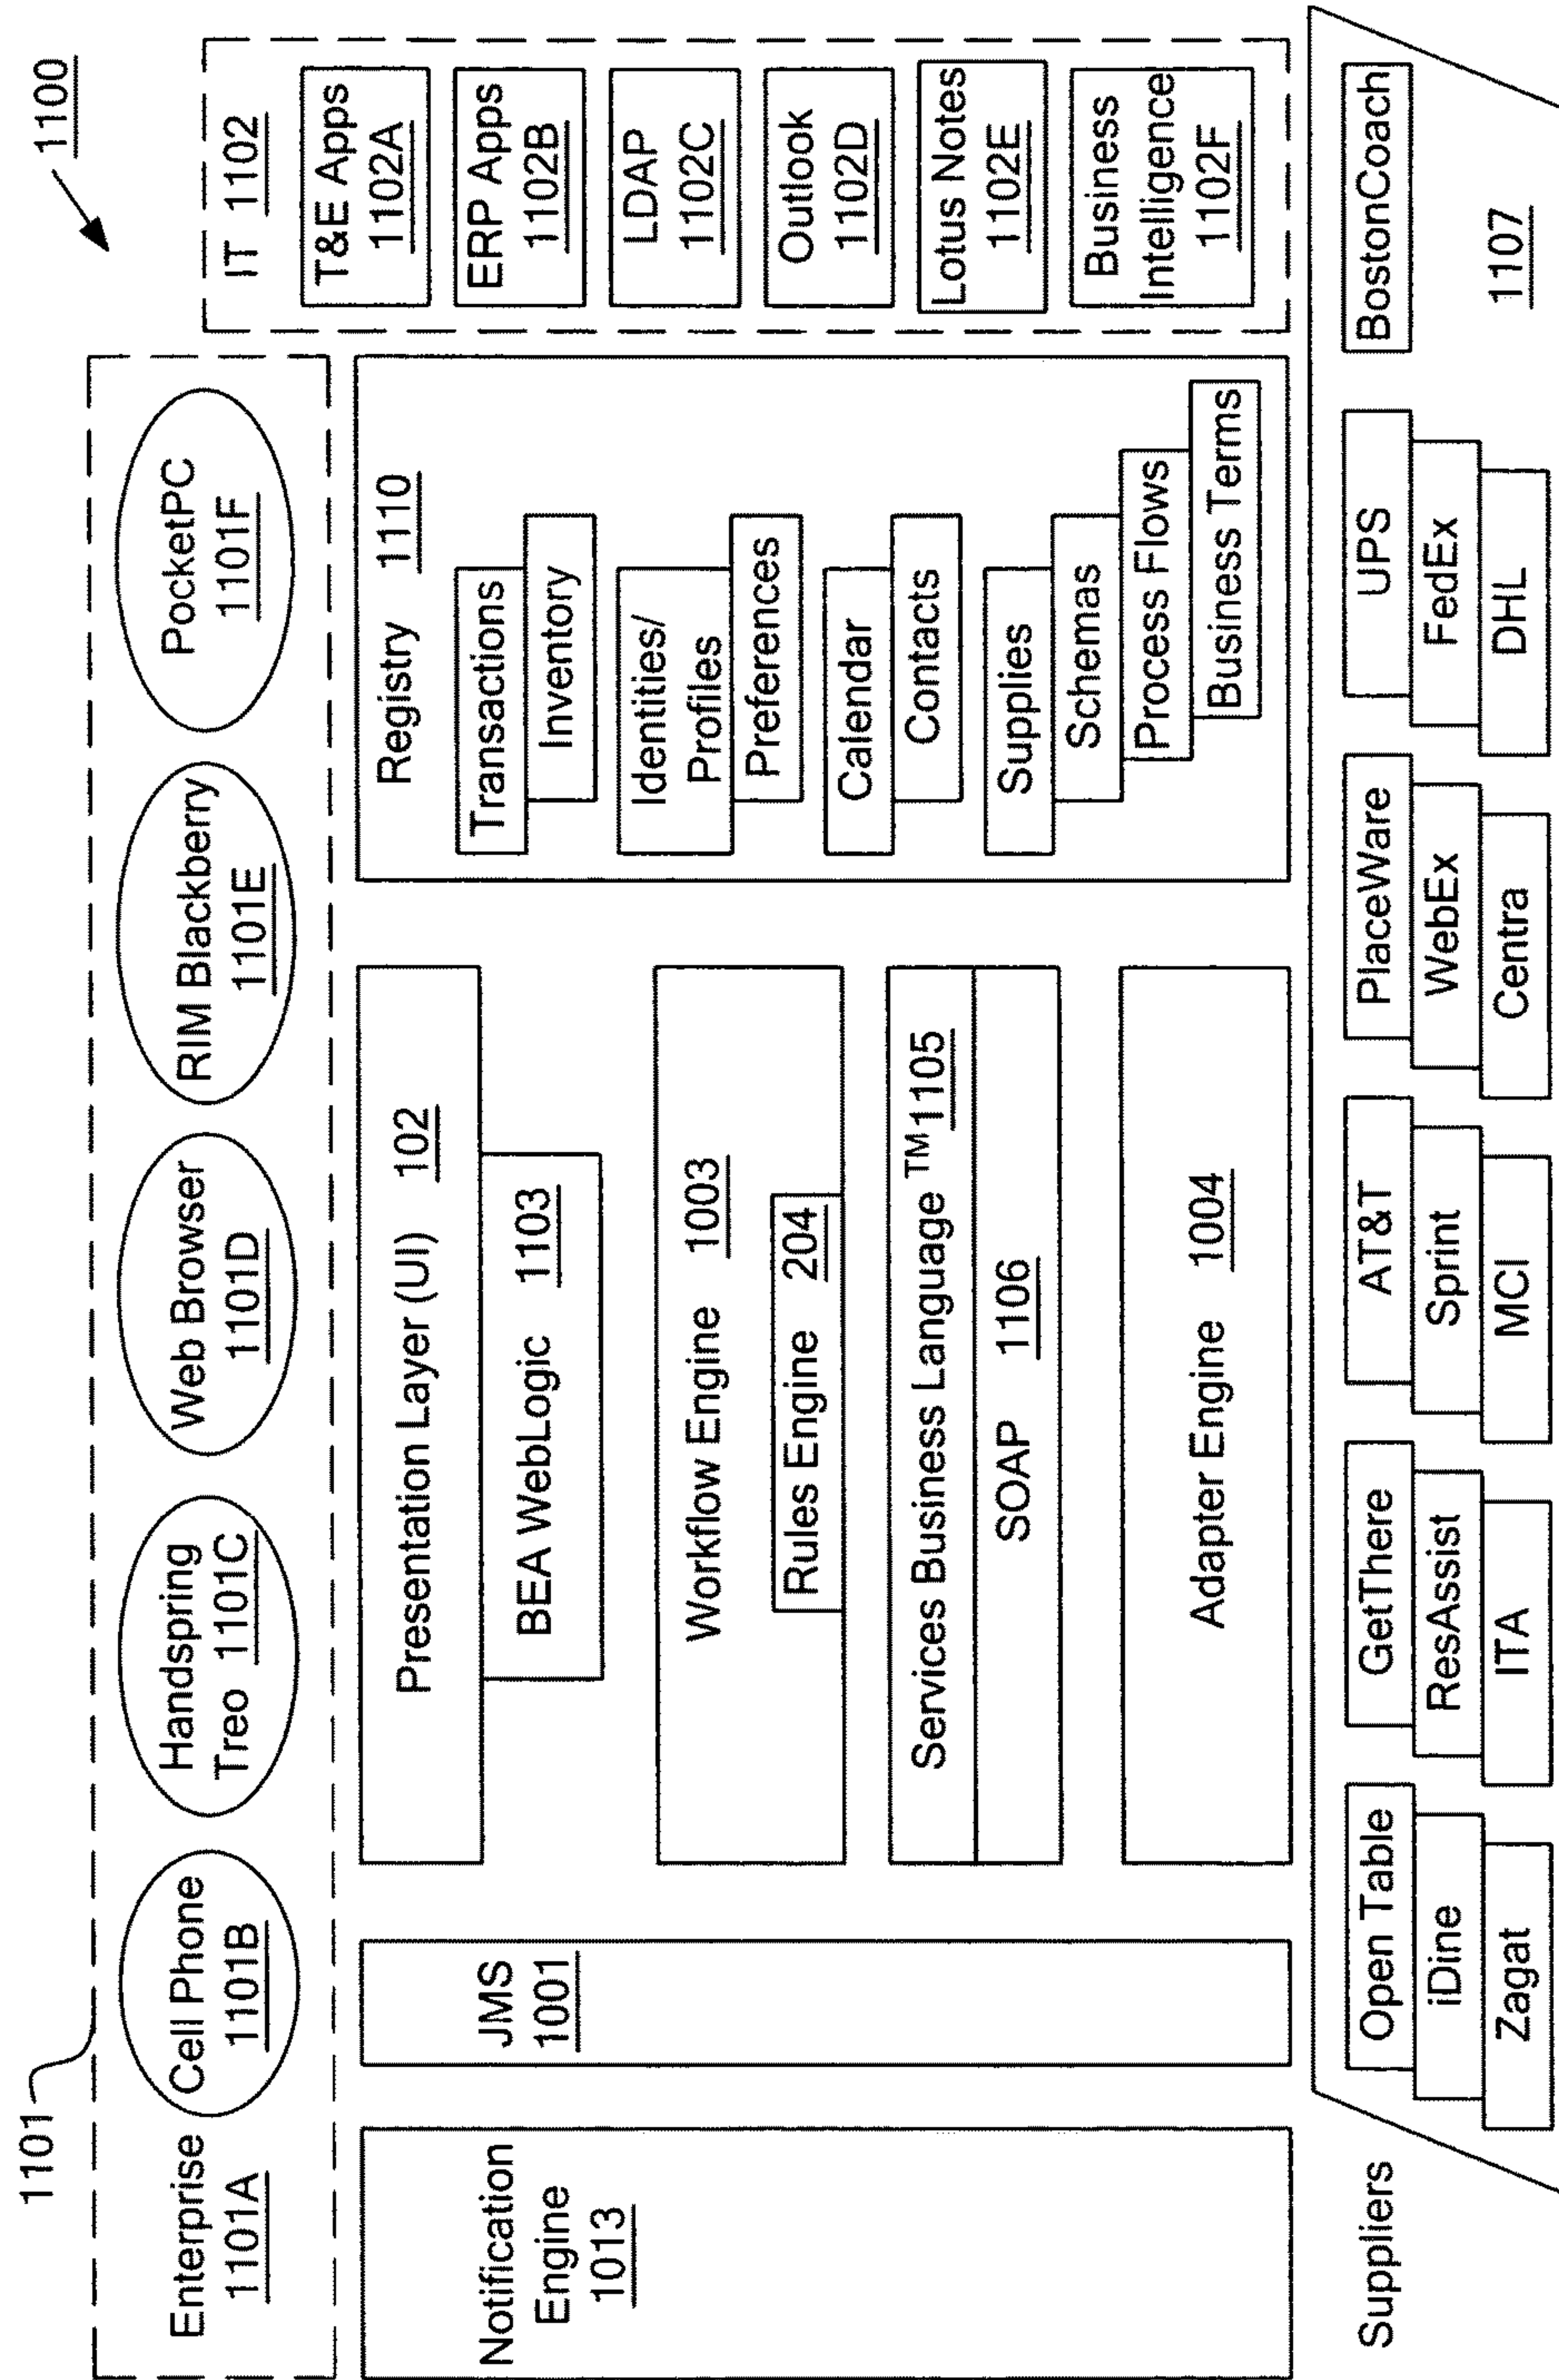 1100
1101
Enterprise
1101A
Cell Phone
1101B
Handspring
Treo 1101C
Web Browser
1101D
RIM Blackberry
1101E
PocketPC
1101F
IT 1102
T&E Apps
1102A
ERP Apps
1102B
LDAP
1102C
Outlook
1102D
Lotus Notes
1102E
Business
Intelligence
1102F
Notification
Engine
1013
JMS
1001
Presentation Layer (UI) 102
BEA WebLogic 1103
Workflow Engine 1003
Rules Engine 204
Services Business Language™ 1105
SOAP 1106
Adapter Engine 1004
Registry 1110
Transactions
Inventory
Identities/
Profiles
Preferences
Calendar
Contacts
Supplies
Schemas
Process Flows
Business Terms
Suppliers
Open Table
iDine
Zagat
GetThere
ResAssist
ITA
AT&T
Sprint
MCI
PlaceWare
WebEx
Centra
UPS
FedEx
DHL
BostonCoach
1107